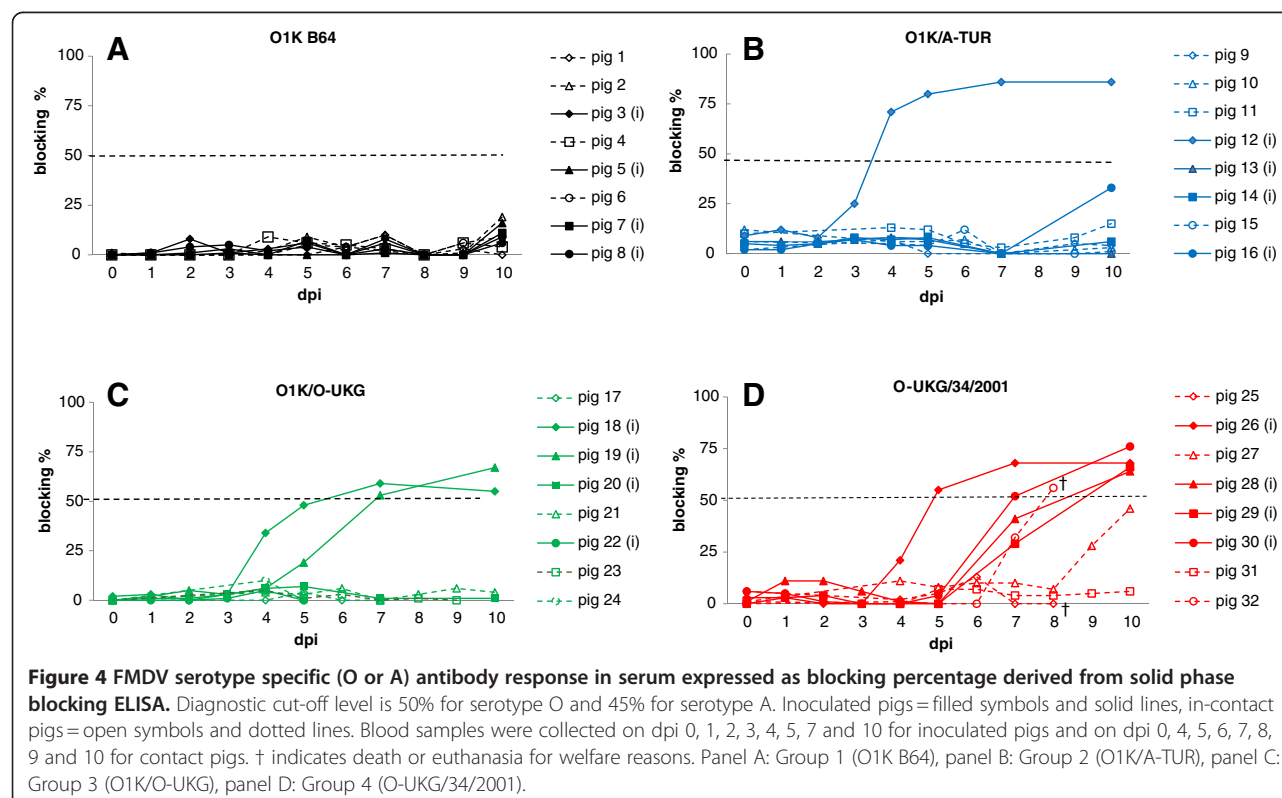 A
O1K B64
100
75
50
25
0
blocking %
0 1 2 3 4 5 6 7 8 9 10
dpi
pig 1
pig 2
pig 3 (i)
pig 4
pig 5 (i)
pig 6
pig 7 (i)
pig 8 (i)
B
O1K/A-TUR
100
75
50
25
0
blocking %
0 1 2 3 4 5 6 7 8 9 10
dpi
pig 9
pig 10
pig 11
pig 12 (i)
pig 13 (i)
pig 14 (i)
pig 15
pig 16 (i)
C
O1K/O-UKG
100
75
50
25
0
blocking %
0 1 2 3 4 5 6 7 8 9 10
dpi
pig 17
pig 18 (i)
pig 19 (i)
pig 20 (i)
pig 21
pig 22 (i)
pig 23
pig 24
D
O-UKG/34/2001
100
75
50
25
0
blocking %
†
†
0 1 2 3 4 5 6 7 8 9 10
dpi
pig 25
pig 26 (i)
pig 27
pig 28 (i)
pig 29 (i)
pig 30 (i)
pig 31
pig 32
Figure 4 FMDV serotype specific (O or A) antibody response in serum expressed as blocking percentage derived from solid phase
blocking ELISA. Diagnostic cut-off level is 50% for serotype O and 45% for serotype A. Inoculated pigs = filled symbols and solid lines, in-contact
pigs = open symbols and dotted lines. Blood samples were collected on dpi 0, 1, 2, 3, 4, 5, 7 and 10 for inoculated pigs and on dpi 0, 4, 5, 6, 7, 8,
9 and 10 for contact pigs. † indicates death or euthanasia for welfare reasons. Panel A: Group 1 (O1K B64), panel B: Group 2 (O1K/A-TUR), panel C:
Group 3 (O1K/O-UKG), panel D: Group 4 (O-UKG/34/2001).